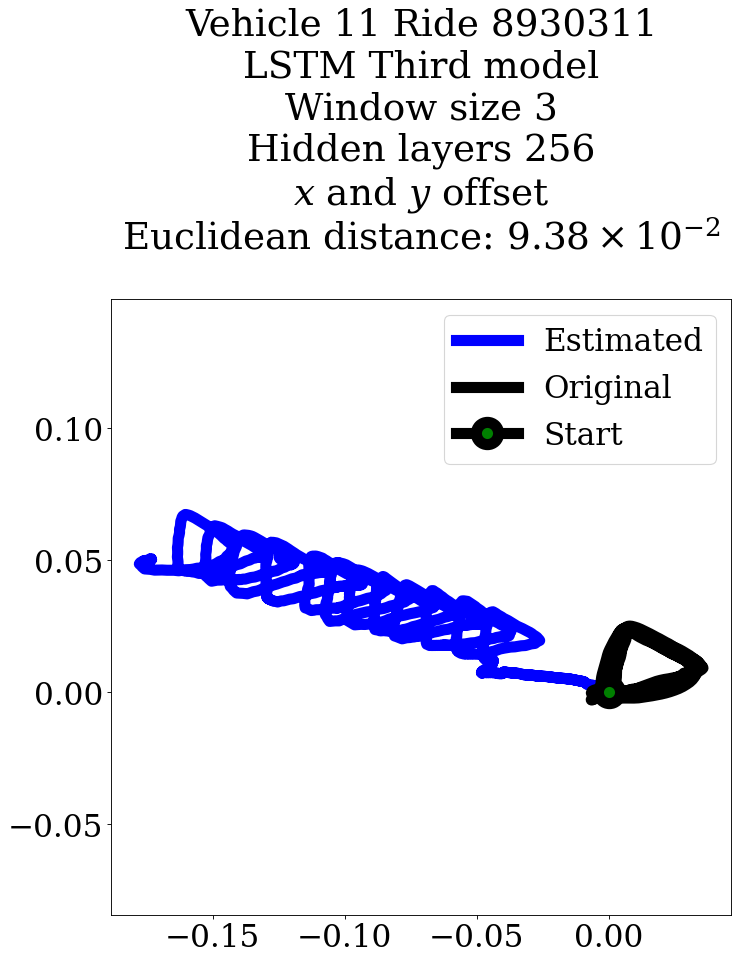 Vehicle 11 Ride 8930311
LSTM Third model
Window size 3
Hidden layers 256
x and y offset
Euclidean distance: 9.38 × 10⁻²
Estimated
Original
Start
0.10
0.05
0.00
−0.05
−0.15 −0.10 −0.05 0.00